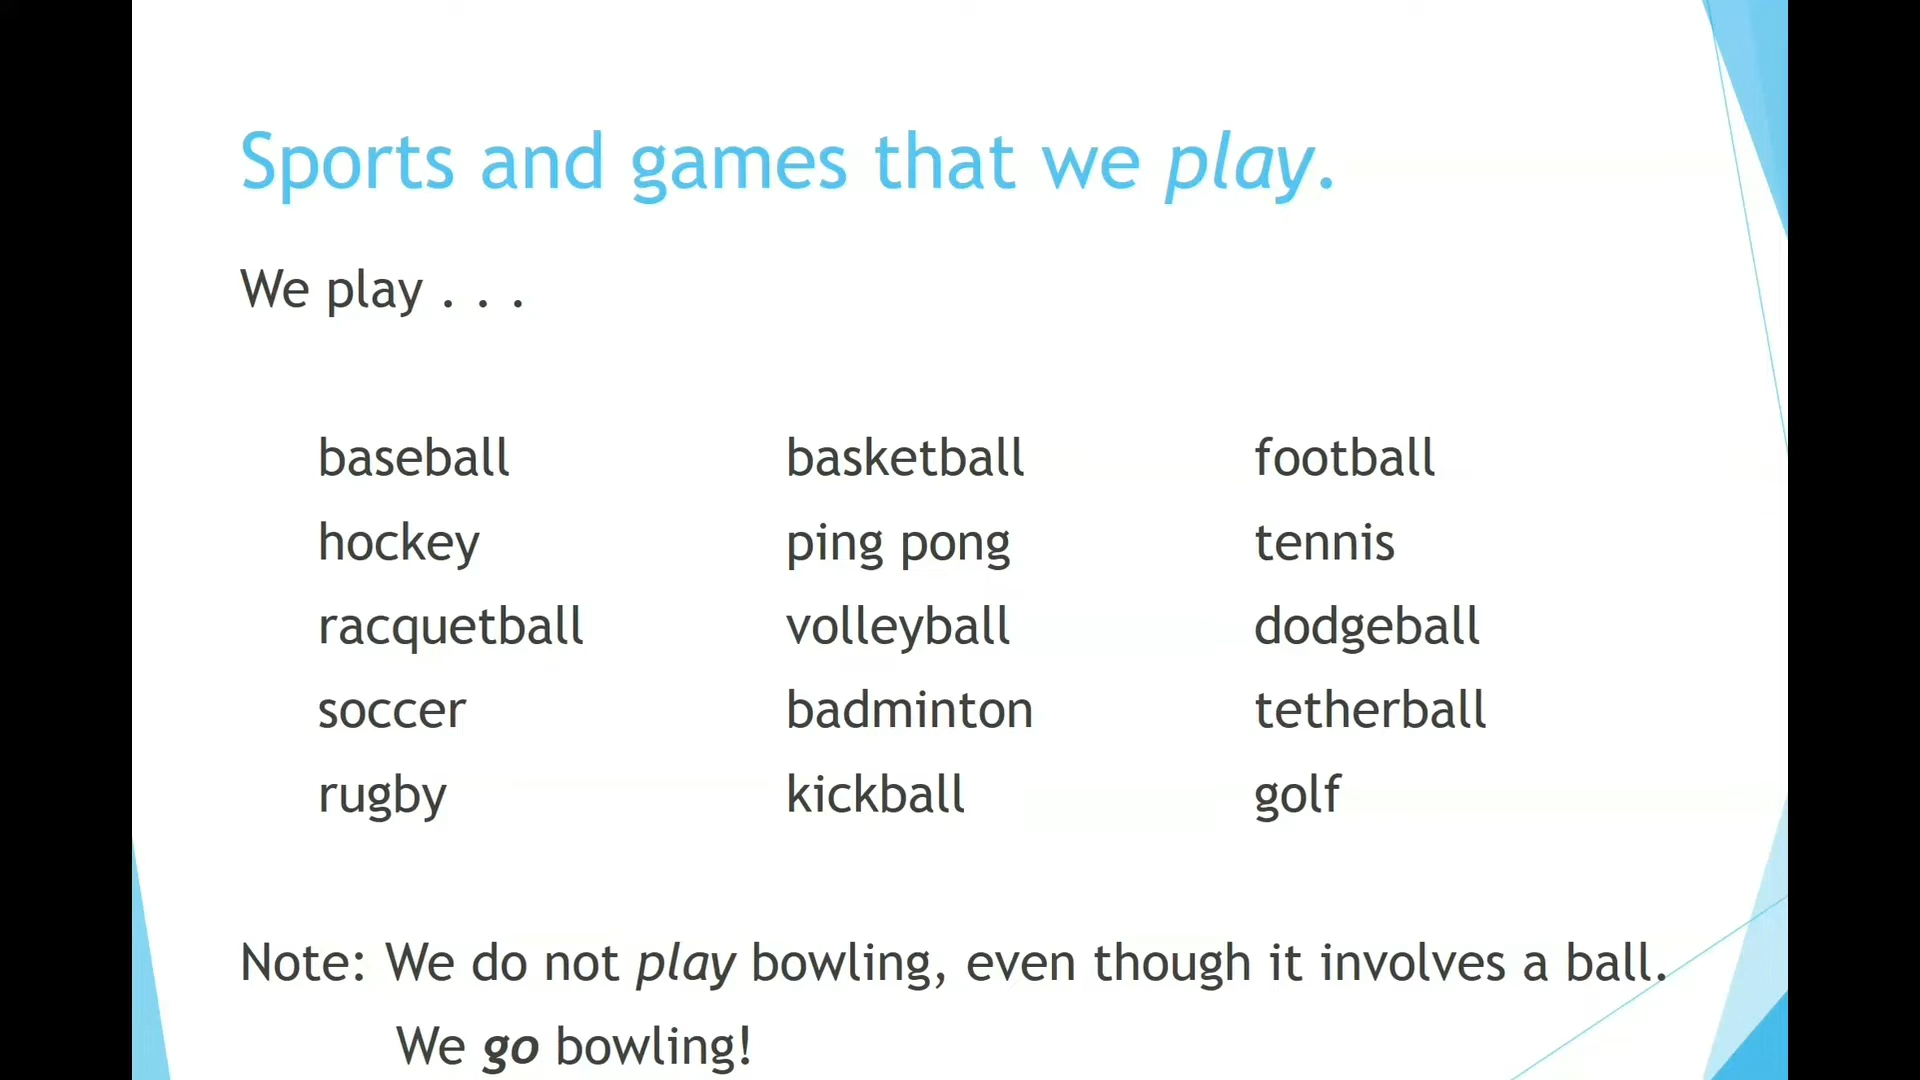 Sports and games that we play.
We play . . .
baseball basketball football
hockey ping pong tennis
racquetball volleyball dodgeball
soccer badminton tetherball
rugby kickball golf
Note: We do not play bowling, even though it involves a ball.
We go bowling!